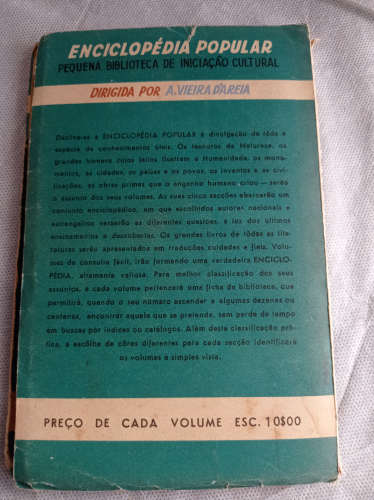 ENCICLOPÉDIA POPULAR
PEQUENA BIBLIOTECA DE INICIAÇÃO CULTURAL
DIRIGIDA POR A. VIEIRA D'AREIA
Destina-se a ENCICLOPÉDIA POPULAR à divulgação de tôda a
espécie de conhecimentos úteis. Os tesouros da Natureza, os
grandes homens cujos feitos ilustram a Humanidade, os monu-
mentos, as cidades, os países e os povos, os inventos e as civi-
lizações, as obras primas que o engenho humano criou — serão
o assunto dos seus volumes. As suas cinco secções abarcarão um
conjunto enciclopédico, em que escolhidos autores nacionais e
estrangeiros versarão as diferentes questões, à luz dos últimos
ensinamentos e descobertas. Os grandes livros de tôdas as lite-
raturas serão apresentados em traduções cuidadas e fiéis. Volu-
mes de consulta fácil, irão formando uma verdadeira ENCICLO-
PÉDIA, altamente valiosa. Para melhor classificação dos seus
assuntos, a cada volume pertencerá uma ficha de biblioteca, que
permitirá, quando o seu número ascender a algumas dezenas ou
centenas, encontrar aquele que se pretende, sem perda de tempo
em buscas por índices ou catálogos. Além deste classificação prá-
tica, a escolha de côres diferentes para cada secção identificará
os volumes à simples vista.
PREÇO DE CADA VOLUME ESC. 10$00